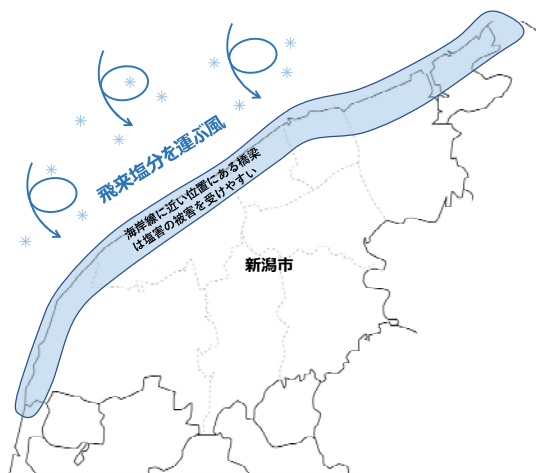 飛来塩分を運ぶ風
海岸線に近い位置にある橋梁
は塩害の被害を受けやすい
新潟市